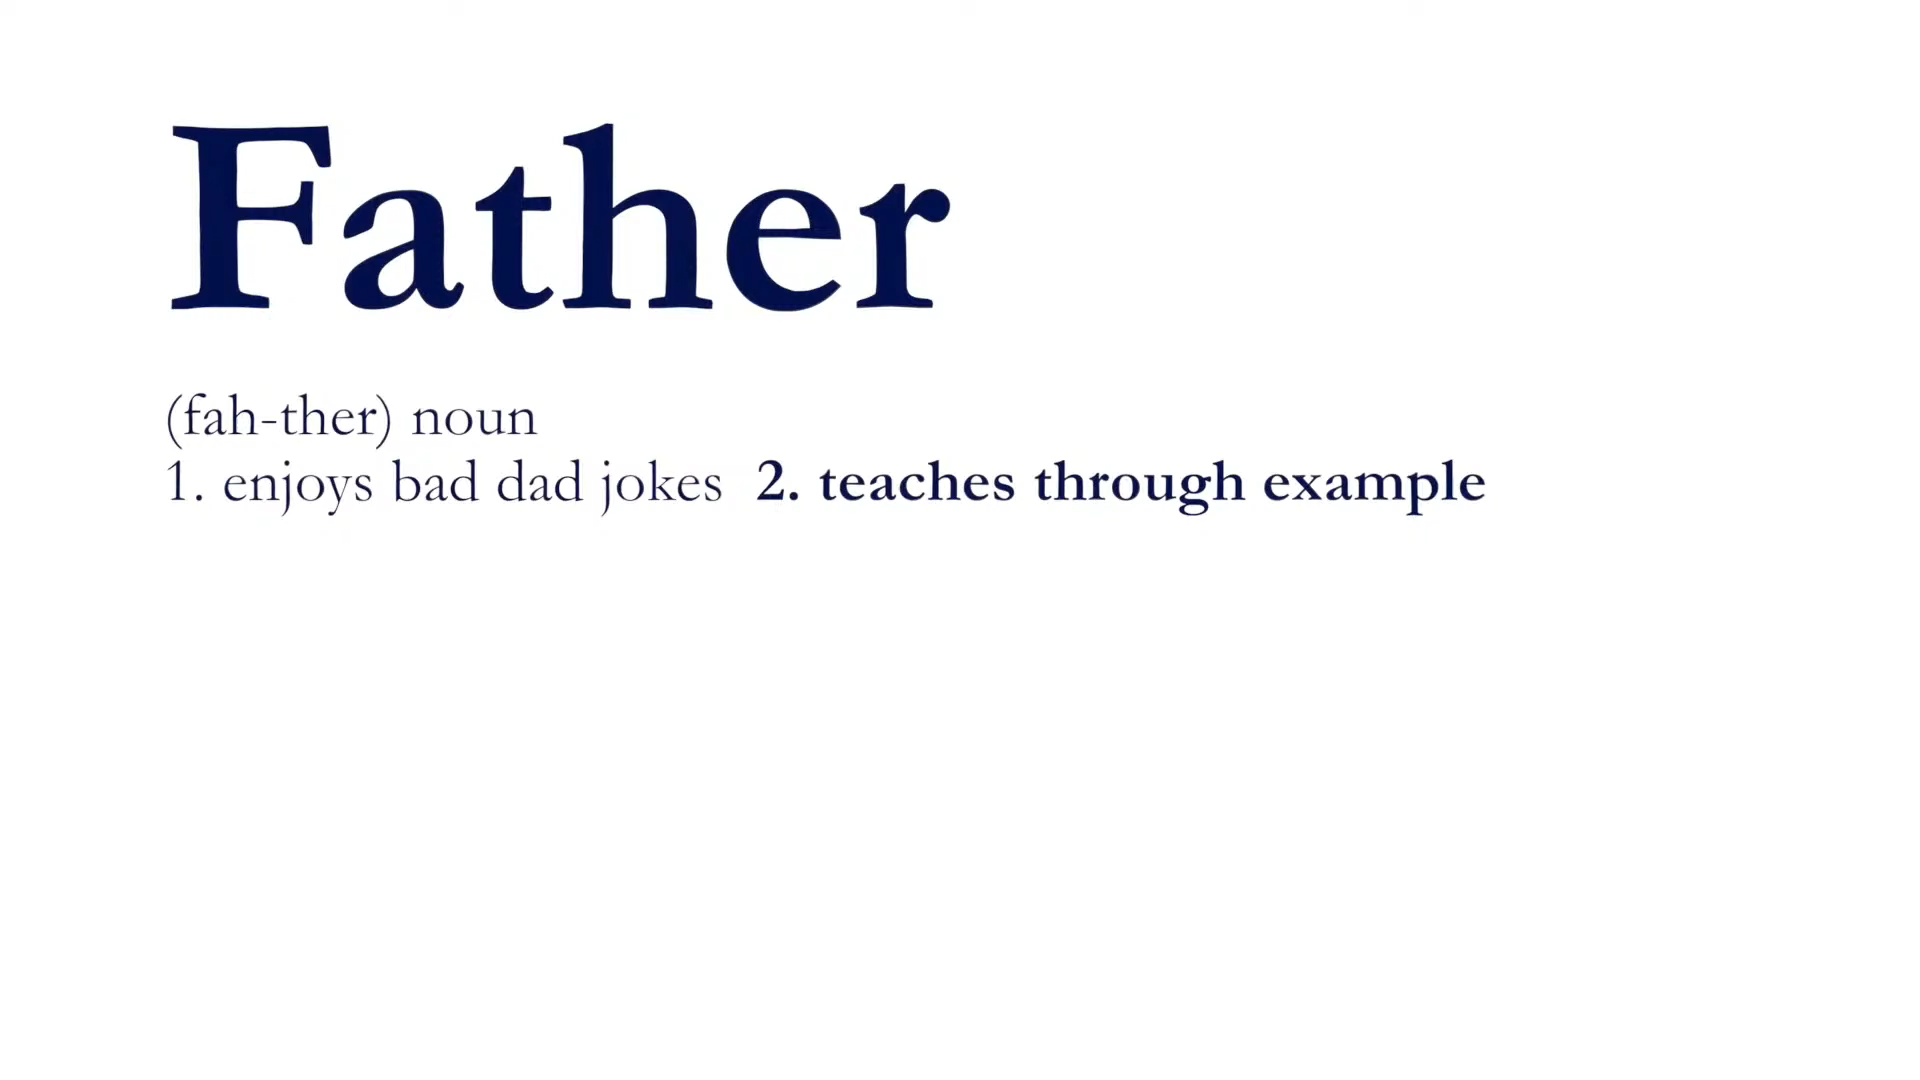 Father
(fah-ther) noun
1. enjoys bad dad jokes 2. teaches through example